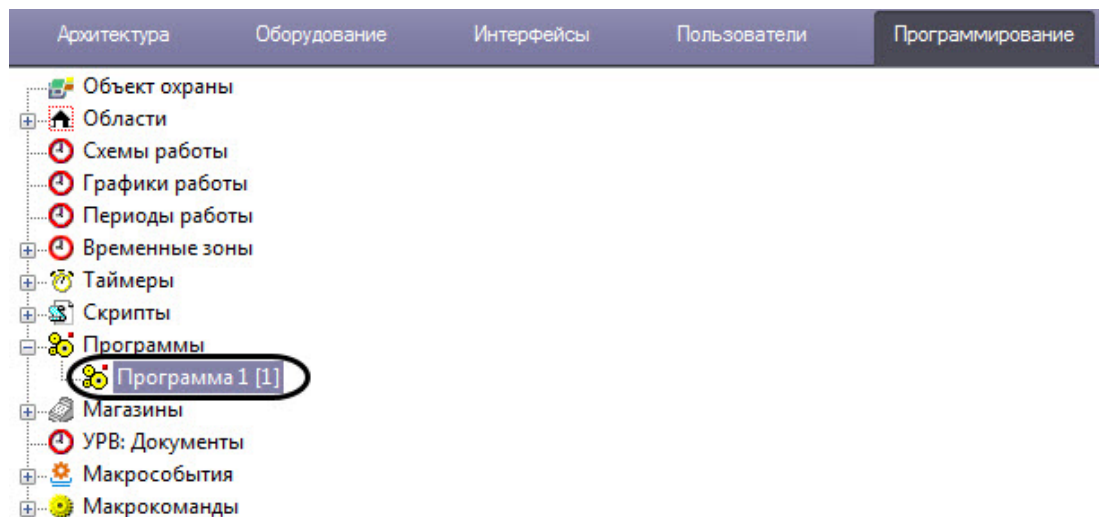 Архитектура Оборудование Интерфейсы Пользователи Программирование
Объект охраны
Области
Схемы работы
Графики работы
Периоды работы
Временные зоны
Таймеры
Скрипты
Программы
Программа 1 [1]
Магазины
УРВ: Документы
Макрособытия
Макрокоманды